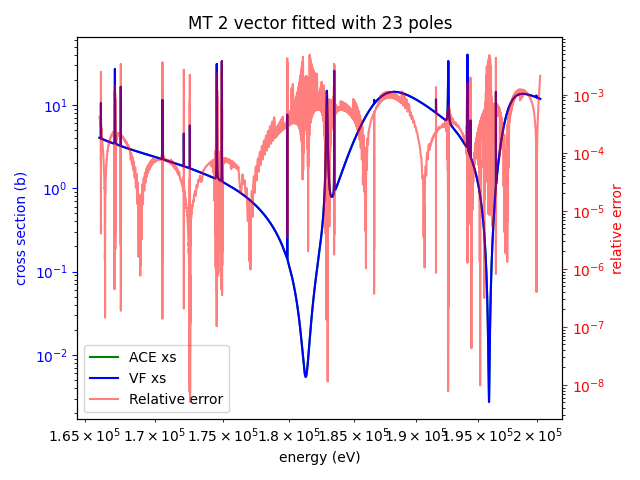 MT 2 vector fitted with 23 poles
cross section (b)
10¹
10⁰
10⁻¹
10⁻²
10⁻³
10⁻⁴
10⁻⁵
10⁻⁶
10⁻⁷
10⁻⁸
relative error
ACE xs
VF xs
Relative error
1.65 × 10⁵ 1.7 × 10⁵ 1.75 × 10⁵ 1.8 × 10⁵ 1.85 × 10⁵ 1.9 × 10⁵ 1.95 × 10⁵ 2 × 10⁵
energy (eV)